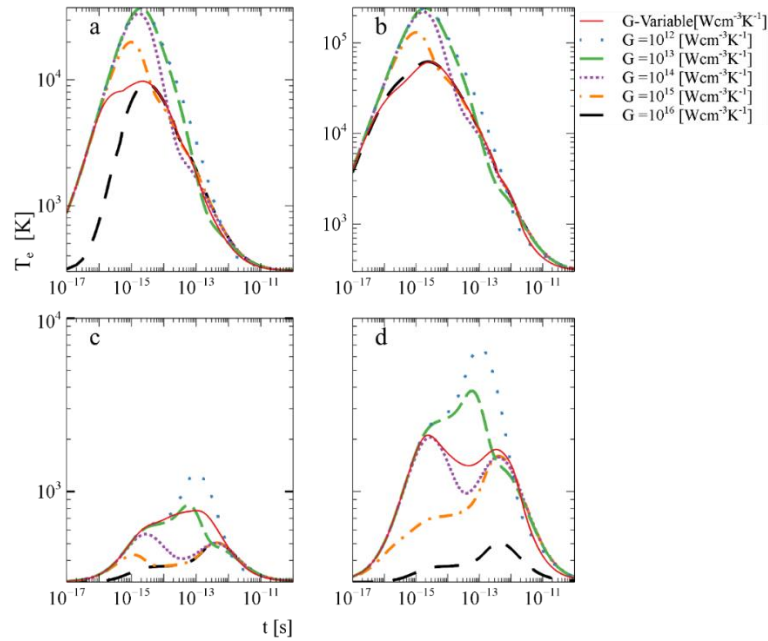 a
b
G-Variable[Wcm⁻³K⁻¹]
G =10¹² [Wcm⁻³K⁻¹]
G =10¹³ [Wcm⁻³K⁻¹]
G =10¹⁴ [Wcm⁻³K⁻¹]
G =10¹⁵ [Wcm⁻³K⁻¹]
G =10¹⁶ [Wcm⁻³K⁻¹]
10⁴
10³
10⁵
10⁴
10³
Tₑ [K]
10⁻¹⁷ 10⁻¹⁵ 10⁻¹³ 10⁻¹¹
10⁻¹⁷ 10⁻¹⁵ 10⁻¹³ 10⁻¹¹
c
d
10⁴
10³
10⁻¹⁷ 10⁻¹⁵ 10⁻¹³ 10⁻¹¹
10⁻¹⁷ 10⁻¹⁵ 10⁻¹³ 10⁻¹¹
t [s]